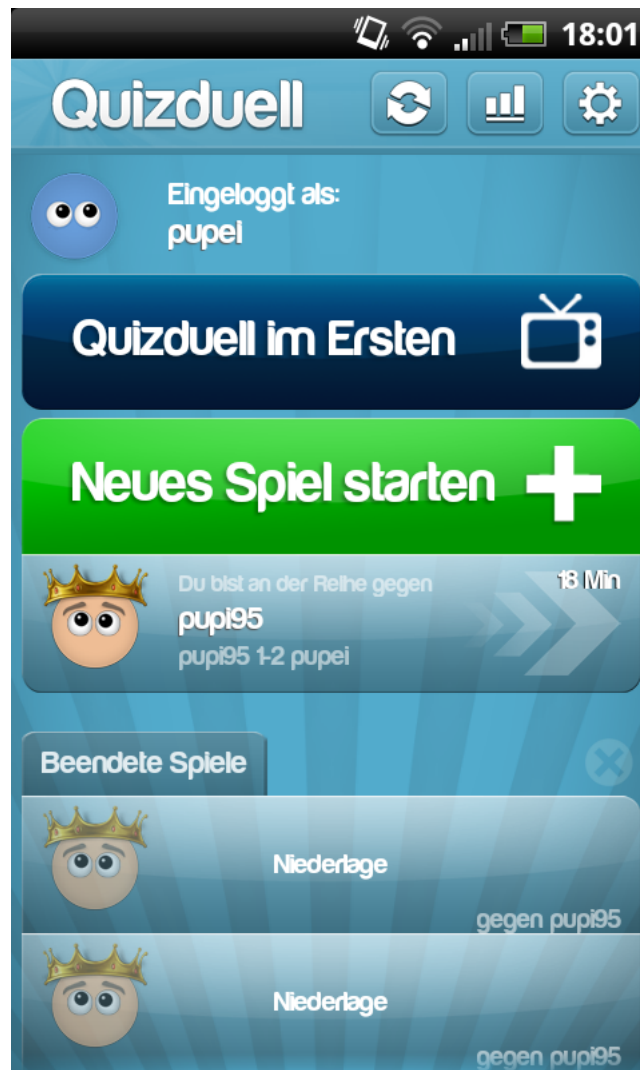 18:01
Quizduell
Eingeloggt als:
pupei
Quizduell im Ersten
Neues Spiel starten
Du bist an der Reihe gegen
18 Min
pupi95
pupi95 1-2 pupei
Beendete Spiele
Niederlage
gegen pupi95
Niederlage
gegen pupi95